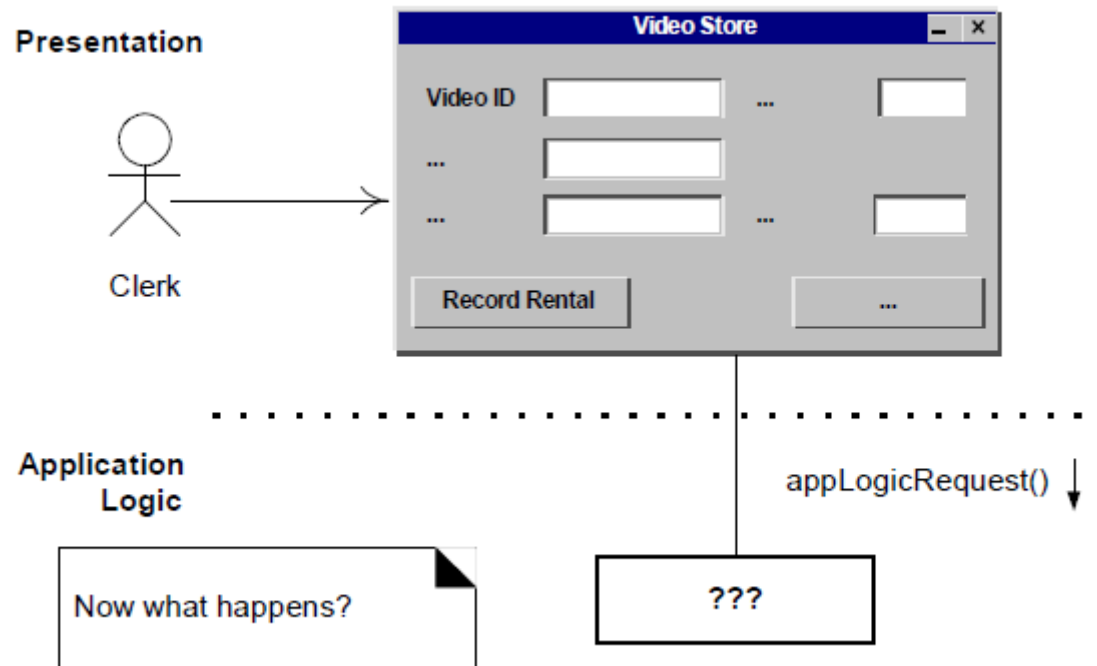 Presentation
Video Store
Video ID
...
...
...
...
Clerk
Record Rental
...
Application
Logic
appLogicRequest()
Now what happens?
???